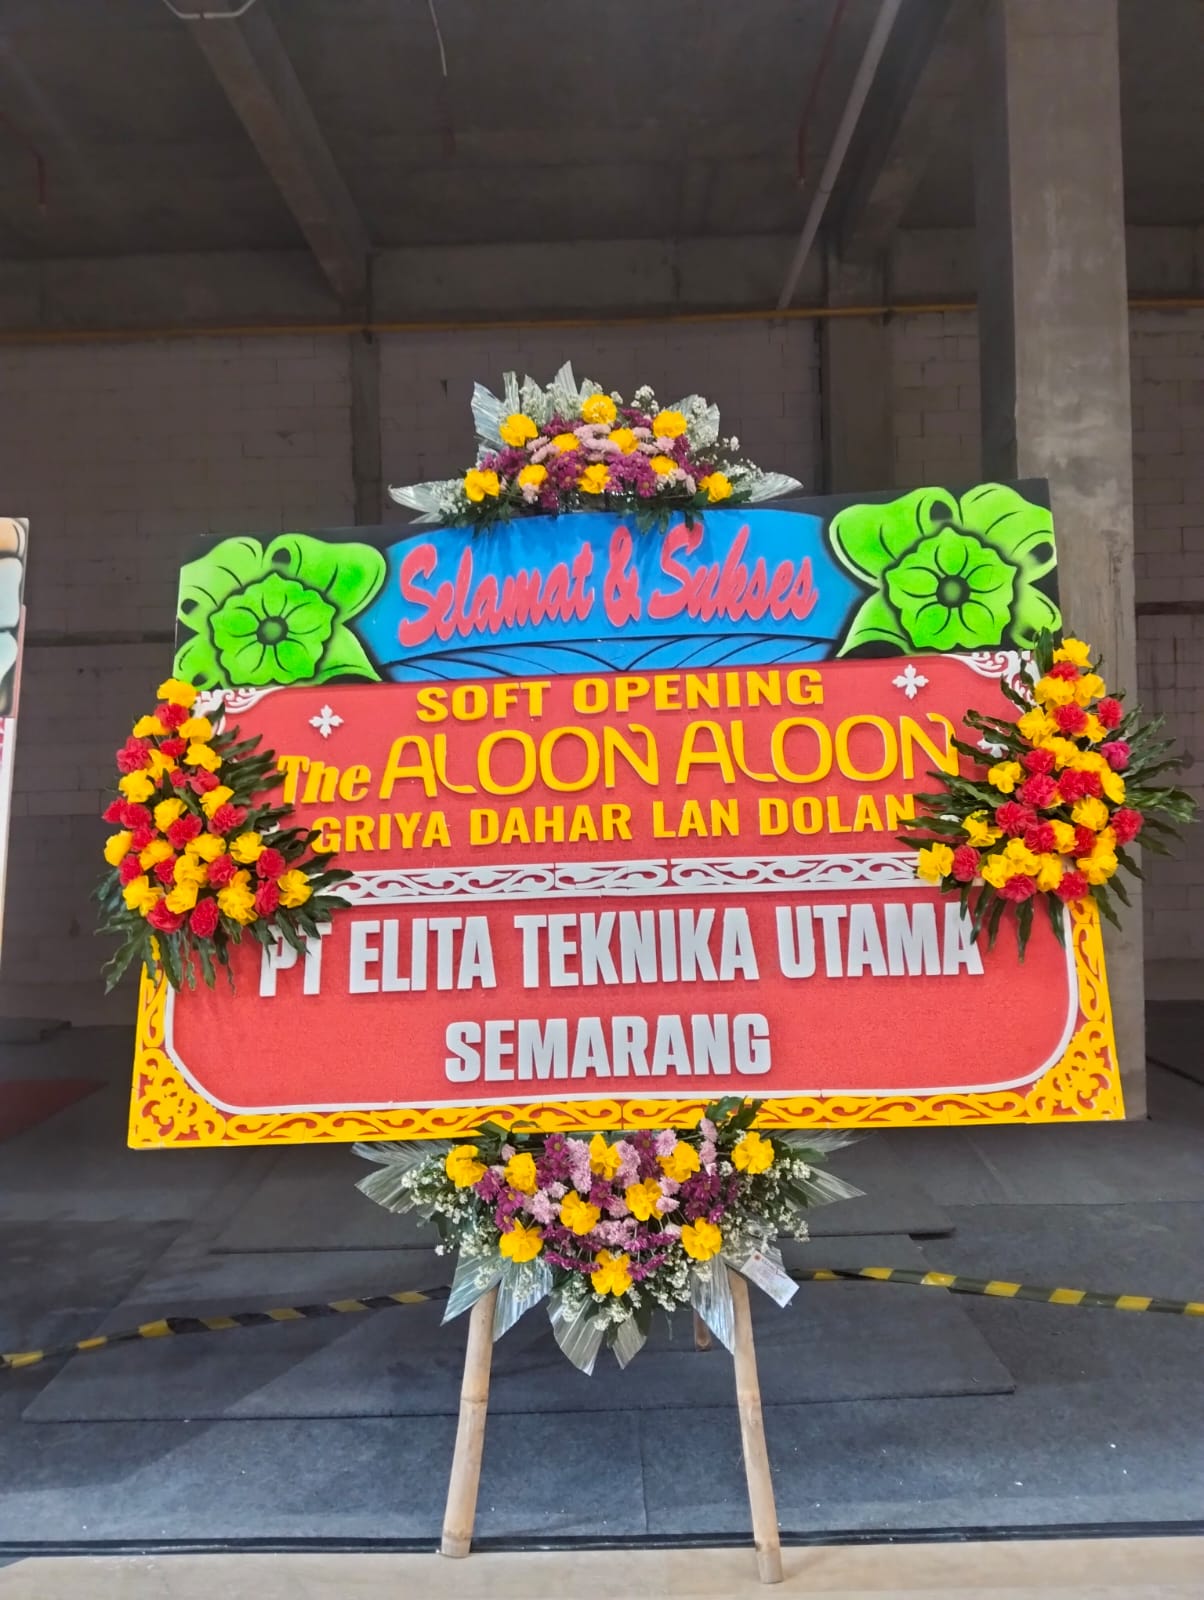 Selamat & Sukses
SOFT OPENING
The ALOON ALOON
GRIYA DAHAR LAN DOLAN
PT ELITA TEKNIKA UTAMA
SEMARANG